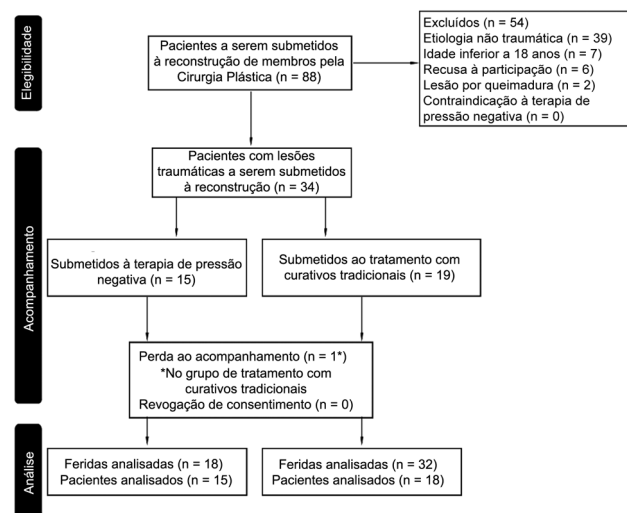 Elegibilidade
Pacientes a serem submetidos
à reconstrução de membros pela
Cirurgia Plástica (n = 88)
Excluídos (n = 54)
Etiologia não traumática (n = 39)
Idade inferior a 18 anos (n = 7)
Recusa à participação (n = 6)
Lesão por queimadura (n = 2)
Contraindicação à terapia de
pressão negativa (n = 0)
Acompanhamento
Pacientes com lesões
traumáticas a serem submetidos
à reconstrução (n = 34)
Submetidos à terapia de pressão
negativa (n = 15)
Submetidos ao tratamento com
curativos tradicionais (n = 19)
Perda ao acompanhamento (n = 1*)
*No grupo de tratamento com
curativos tradicionais
Revogação de consentimento (n = 0)
Análise
Feridas analisadas (n = 18)
Pacientes analisados (n = 15)
Feridas analisadas (n = 32)
Pacientes analisados (n = 18)